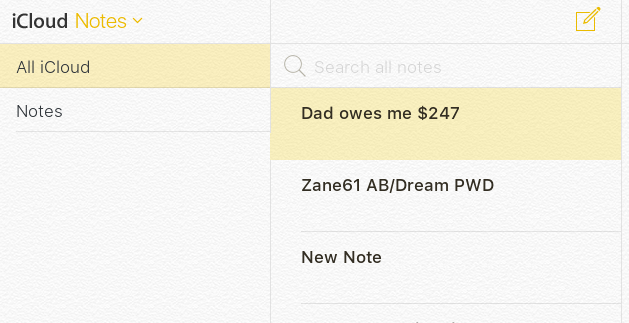 iCloud Notes
All iCloud
Notes
Search all notes
Dad owes me $247
Zane61 AB/Dream PWD
New Note